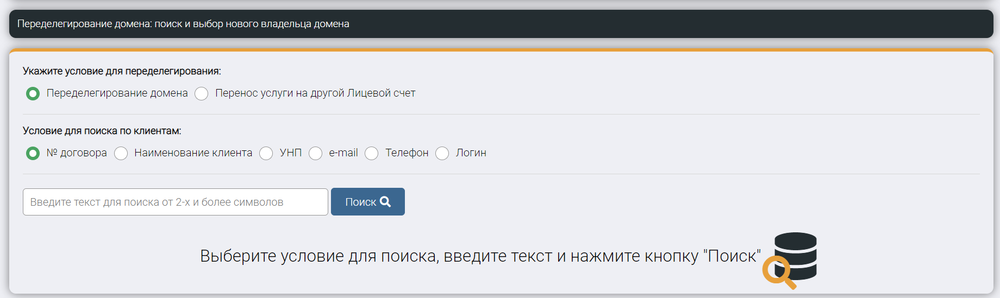 Переделегирование домена: поиск и выбор нового владельца домена
Укажите условие для переделегирования:
Переделегирование домена Перенос услуги на другой Лицевой счет
Условие для поиска по клиентам:
№ договора Наименование клиента УНП e-mail Телефон Логин
Введите текст для поиска от 2-х и более символов Поиск
Выберите условие для поиска, введите текст и нажмите кнопку "Поиск"